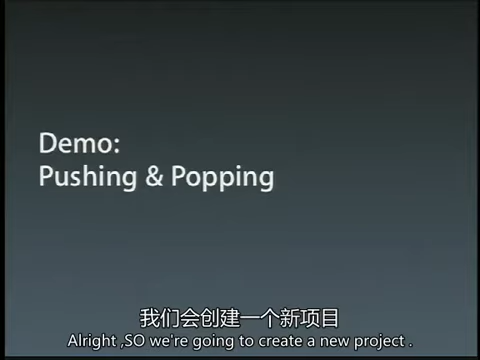 Demo:
Pushing & Popping
我们会创建一个新项目
Alright ,SO we're going to create a new project .